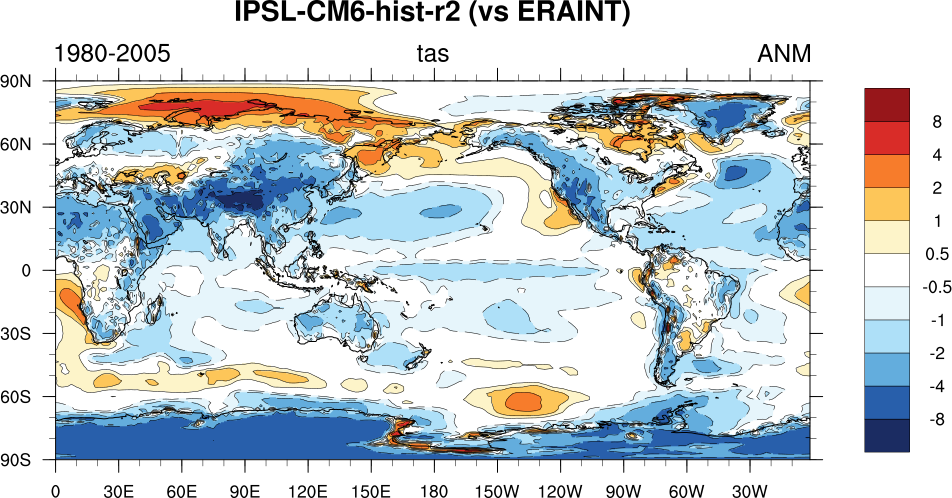 IPSL-CM6-hist-r2 (vs ERAINT)
1980-2005 tas ANM
90N
60N
30N
0
30S
60S
90S
0 30E 60E 90E 120E 150E 180 150W 120W 90W 60W 30W
8
4
2
1
0.5
-0.5
-1
-2
-4
-8